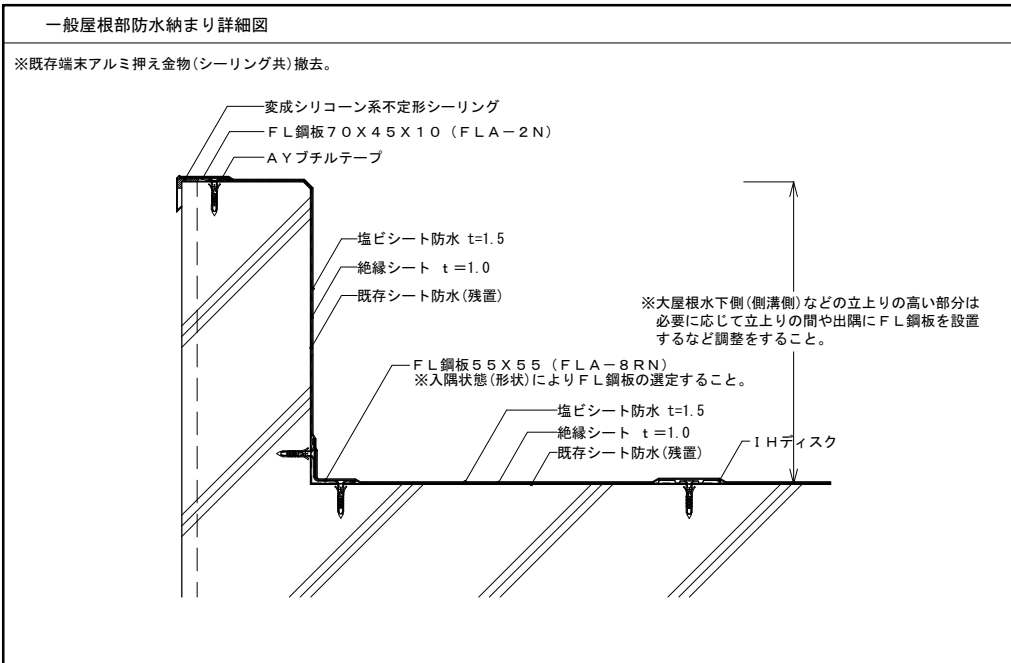 一般屋根部防水納まり詳細図
※既存端末アルミ押え金物(シーリング共)撤去。
変成シリコーン系不定形シーリング
ＦＬ鋼板７０Ｘ４５Ｘ１０（ＦＬＡ－２Ｎ）
ＡＹブチルテープ
塩ビシート防水 t=1.5
絶縁シート ｔ＝1.0
既存シート防水(残置)
※大屋根水下側(側溝側)などの立上りの高い部分は
必要に応じて立上りの間や出隅にＦＬ鋼板を設置
するなど調整をすること。
ＦＬ鋼板５５Ｘ５５（ＦＬＡ－８ＲＮ）
※入隅状態(形状)によりＦＬ鋼板の選定すること。
塩ビシート防水 t=1.5
絶縁シート ｔ＝1.0
既存シート防水(残置)
ＩＨディスク